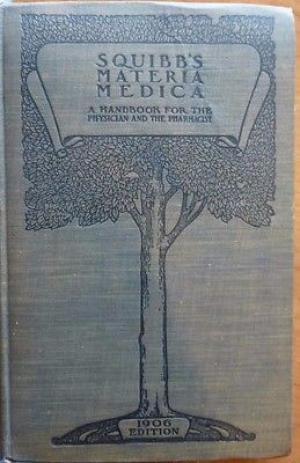 SQUIBB'S
MATERIA
MEDICA
A HANDBOOK FOR THE
PHYSICIAN AND THE PHARMACIST
1906
EDITION